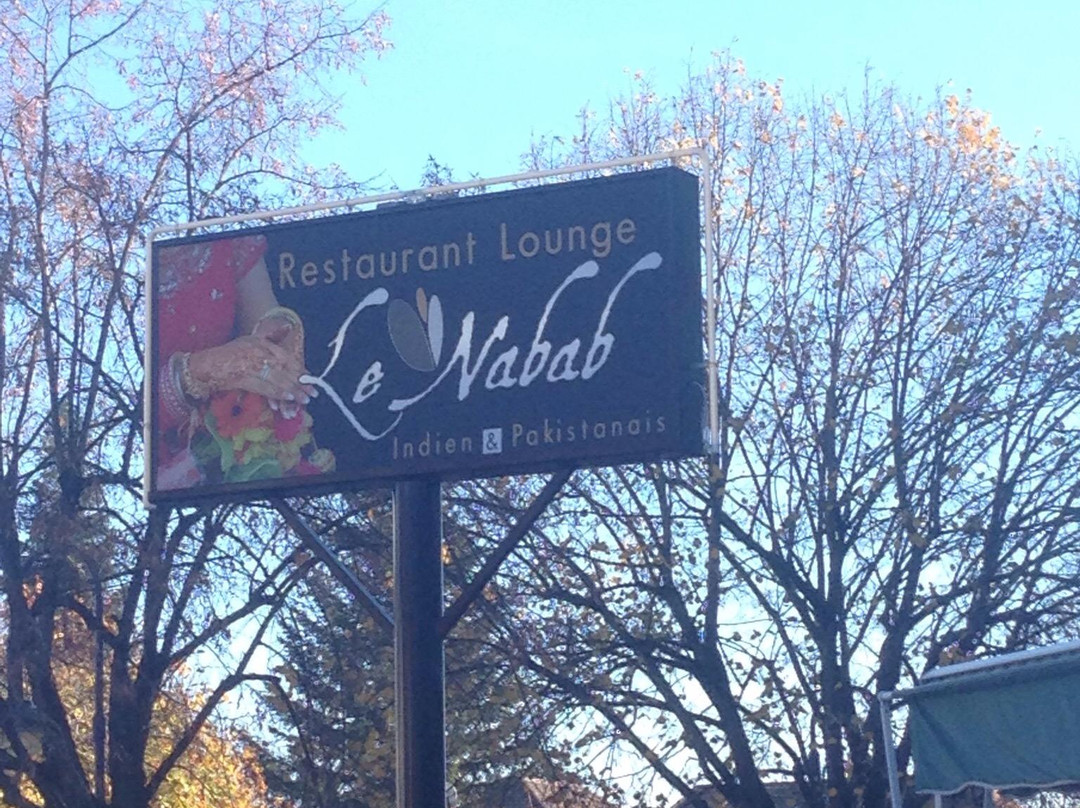 Restaurant Lounge
Le Nabab
Indien & Pakistanais